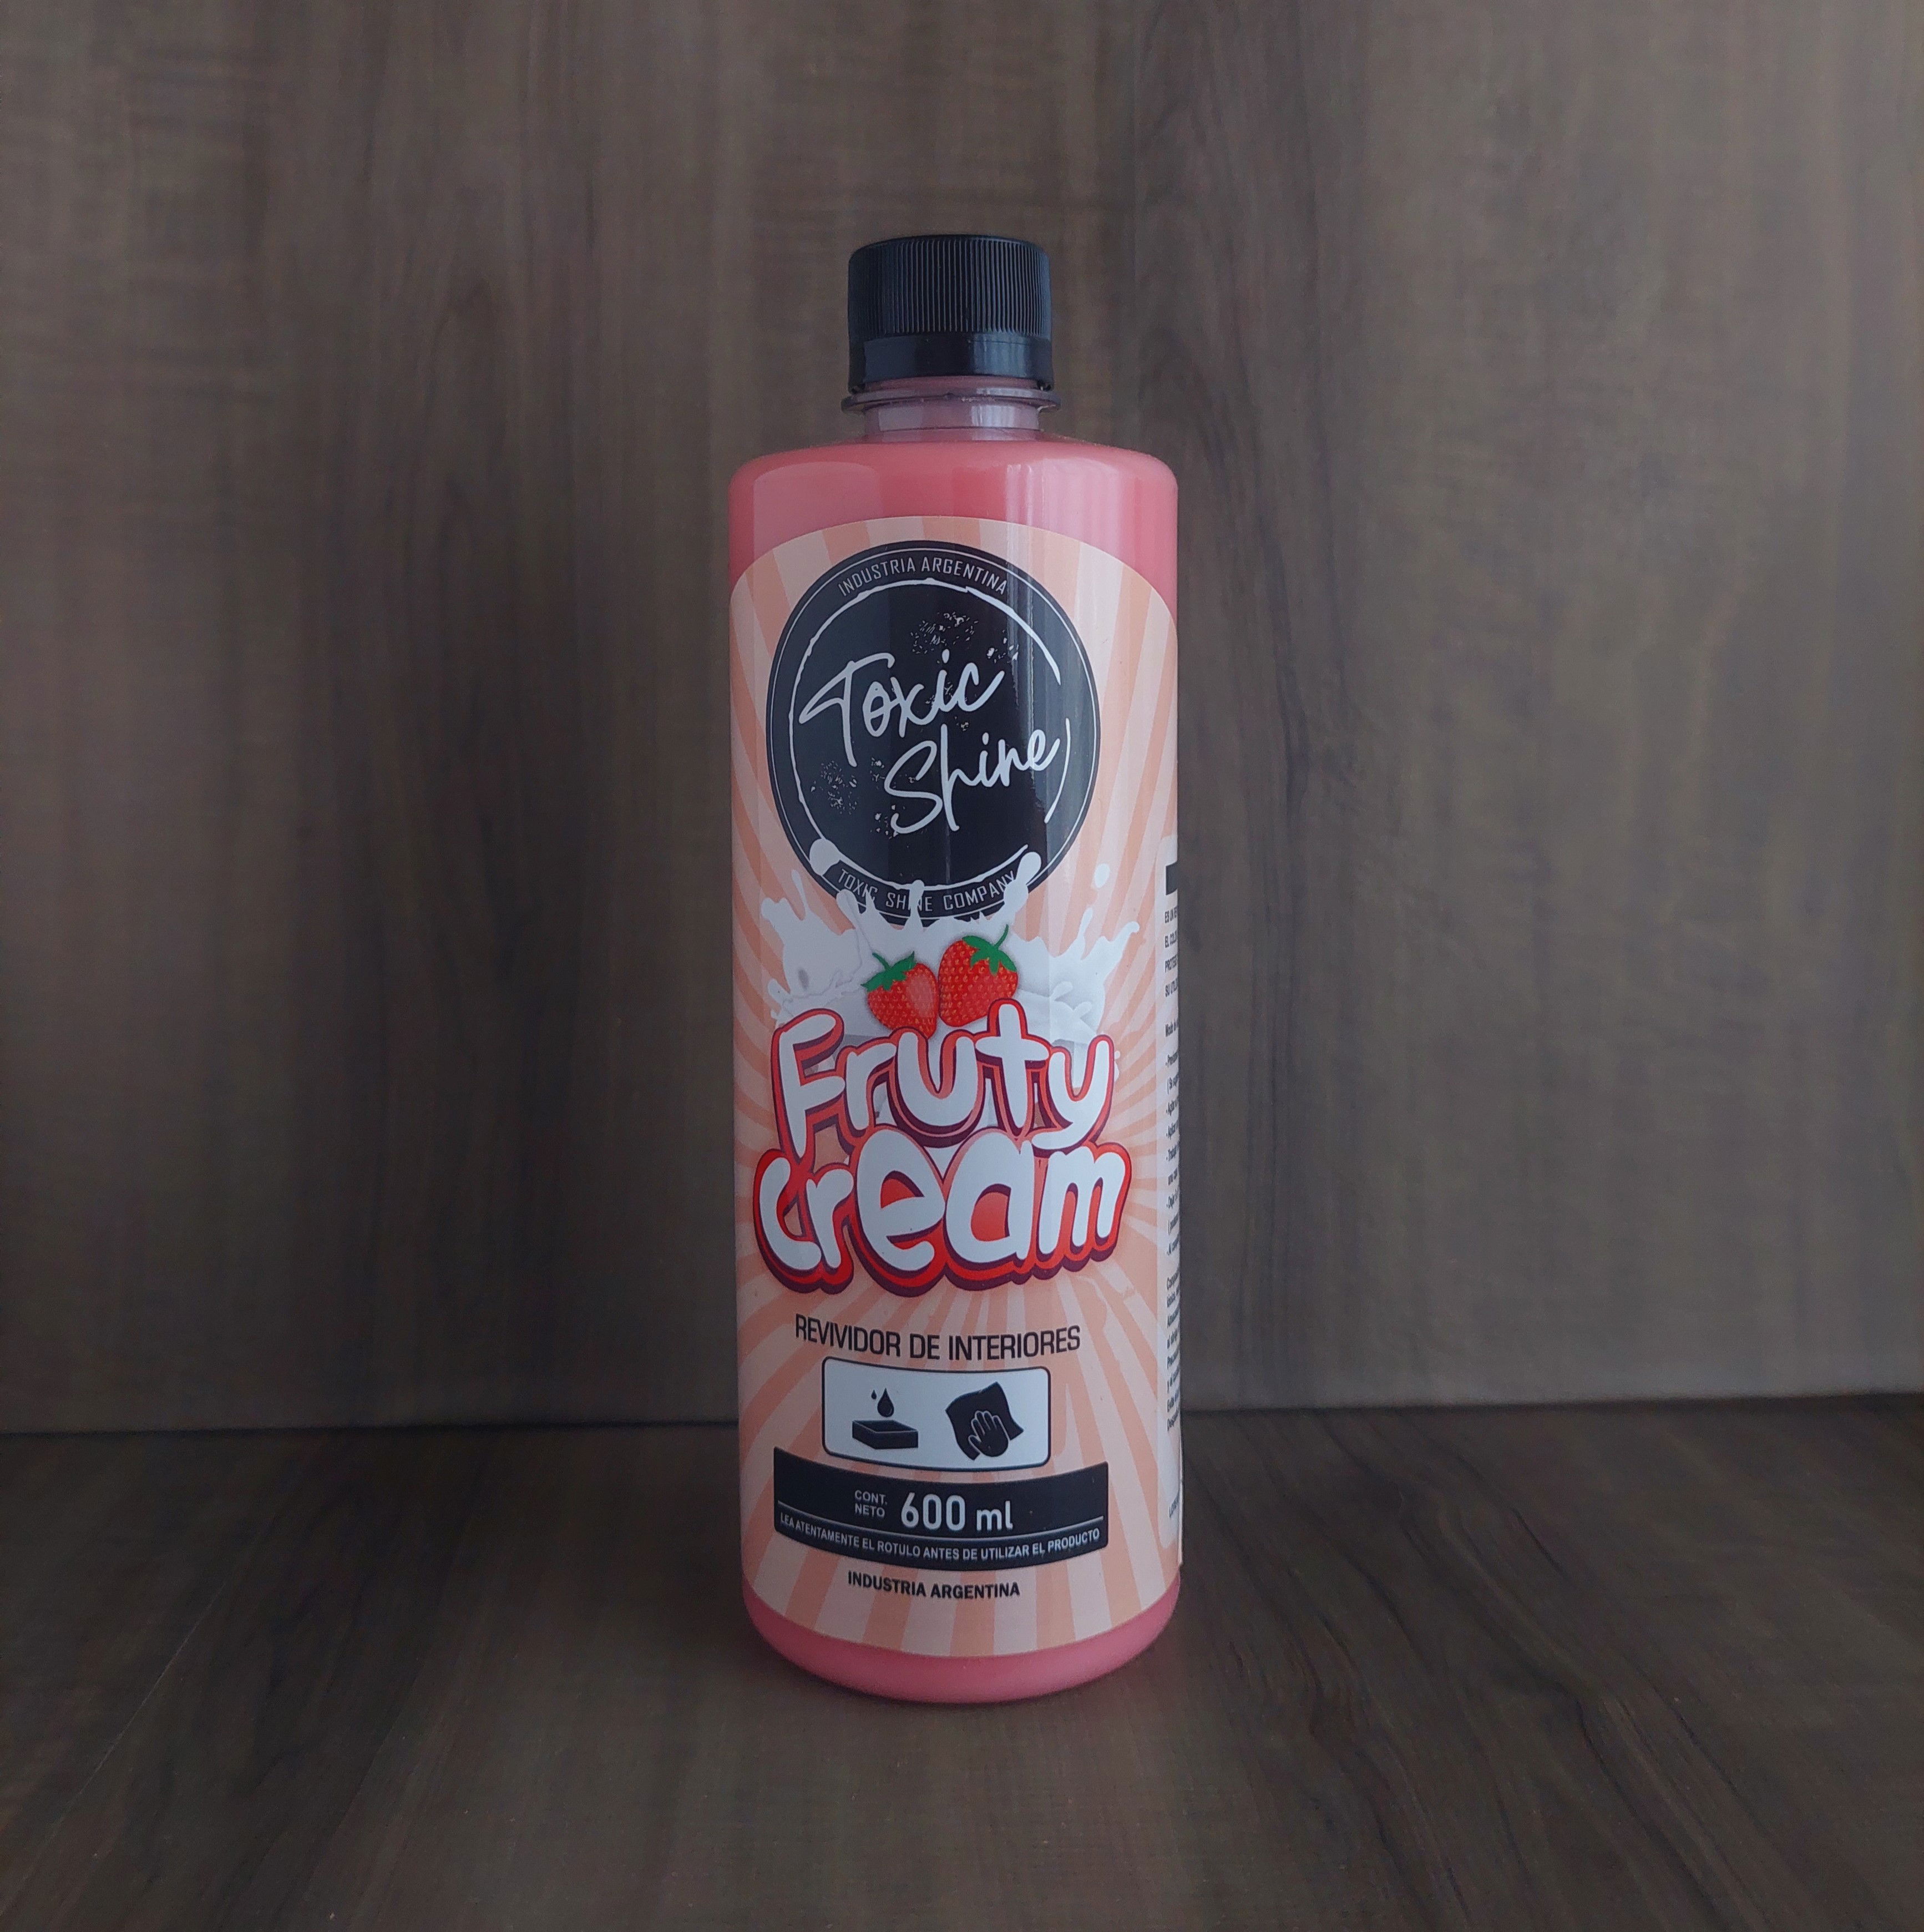 INDUSTRIA ARGENTINA
Toxic
Shine
TOXIC SHINE COMPANY
Fruty
cream
REVIVIDOR DE INTERIORES
CONT.
NETO 600 ml
LEA ATENTAMENTE EL ROTULO ANTES DE UTILIZAR EL PRODUCTO
INDUSTRIA ARGENTINA